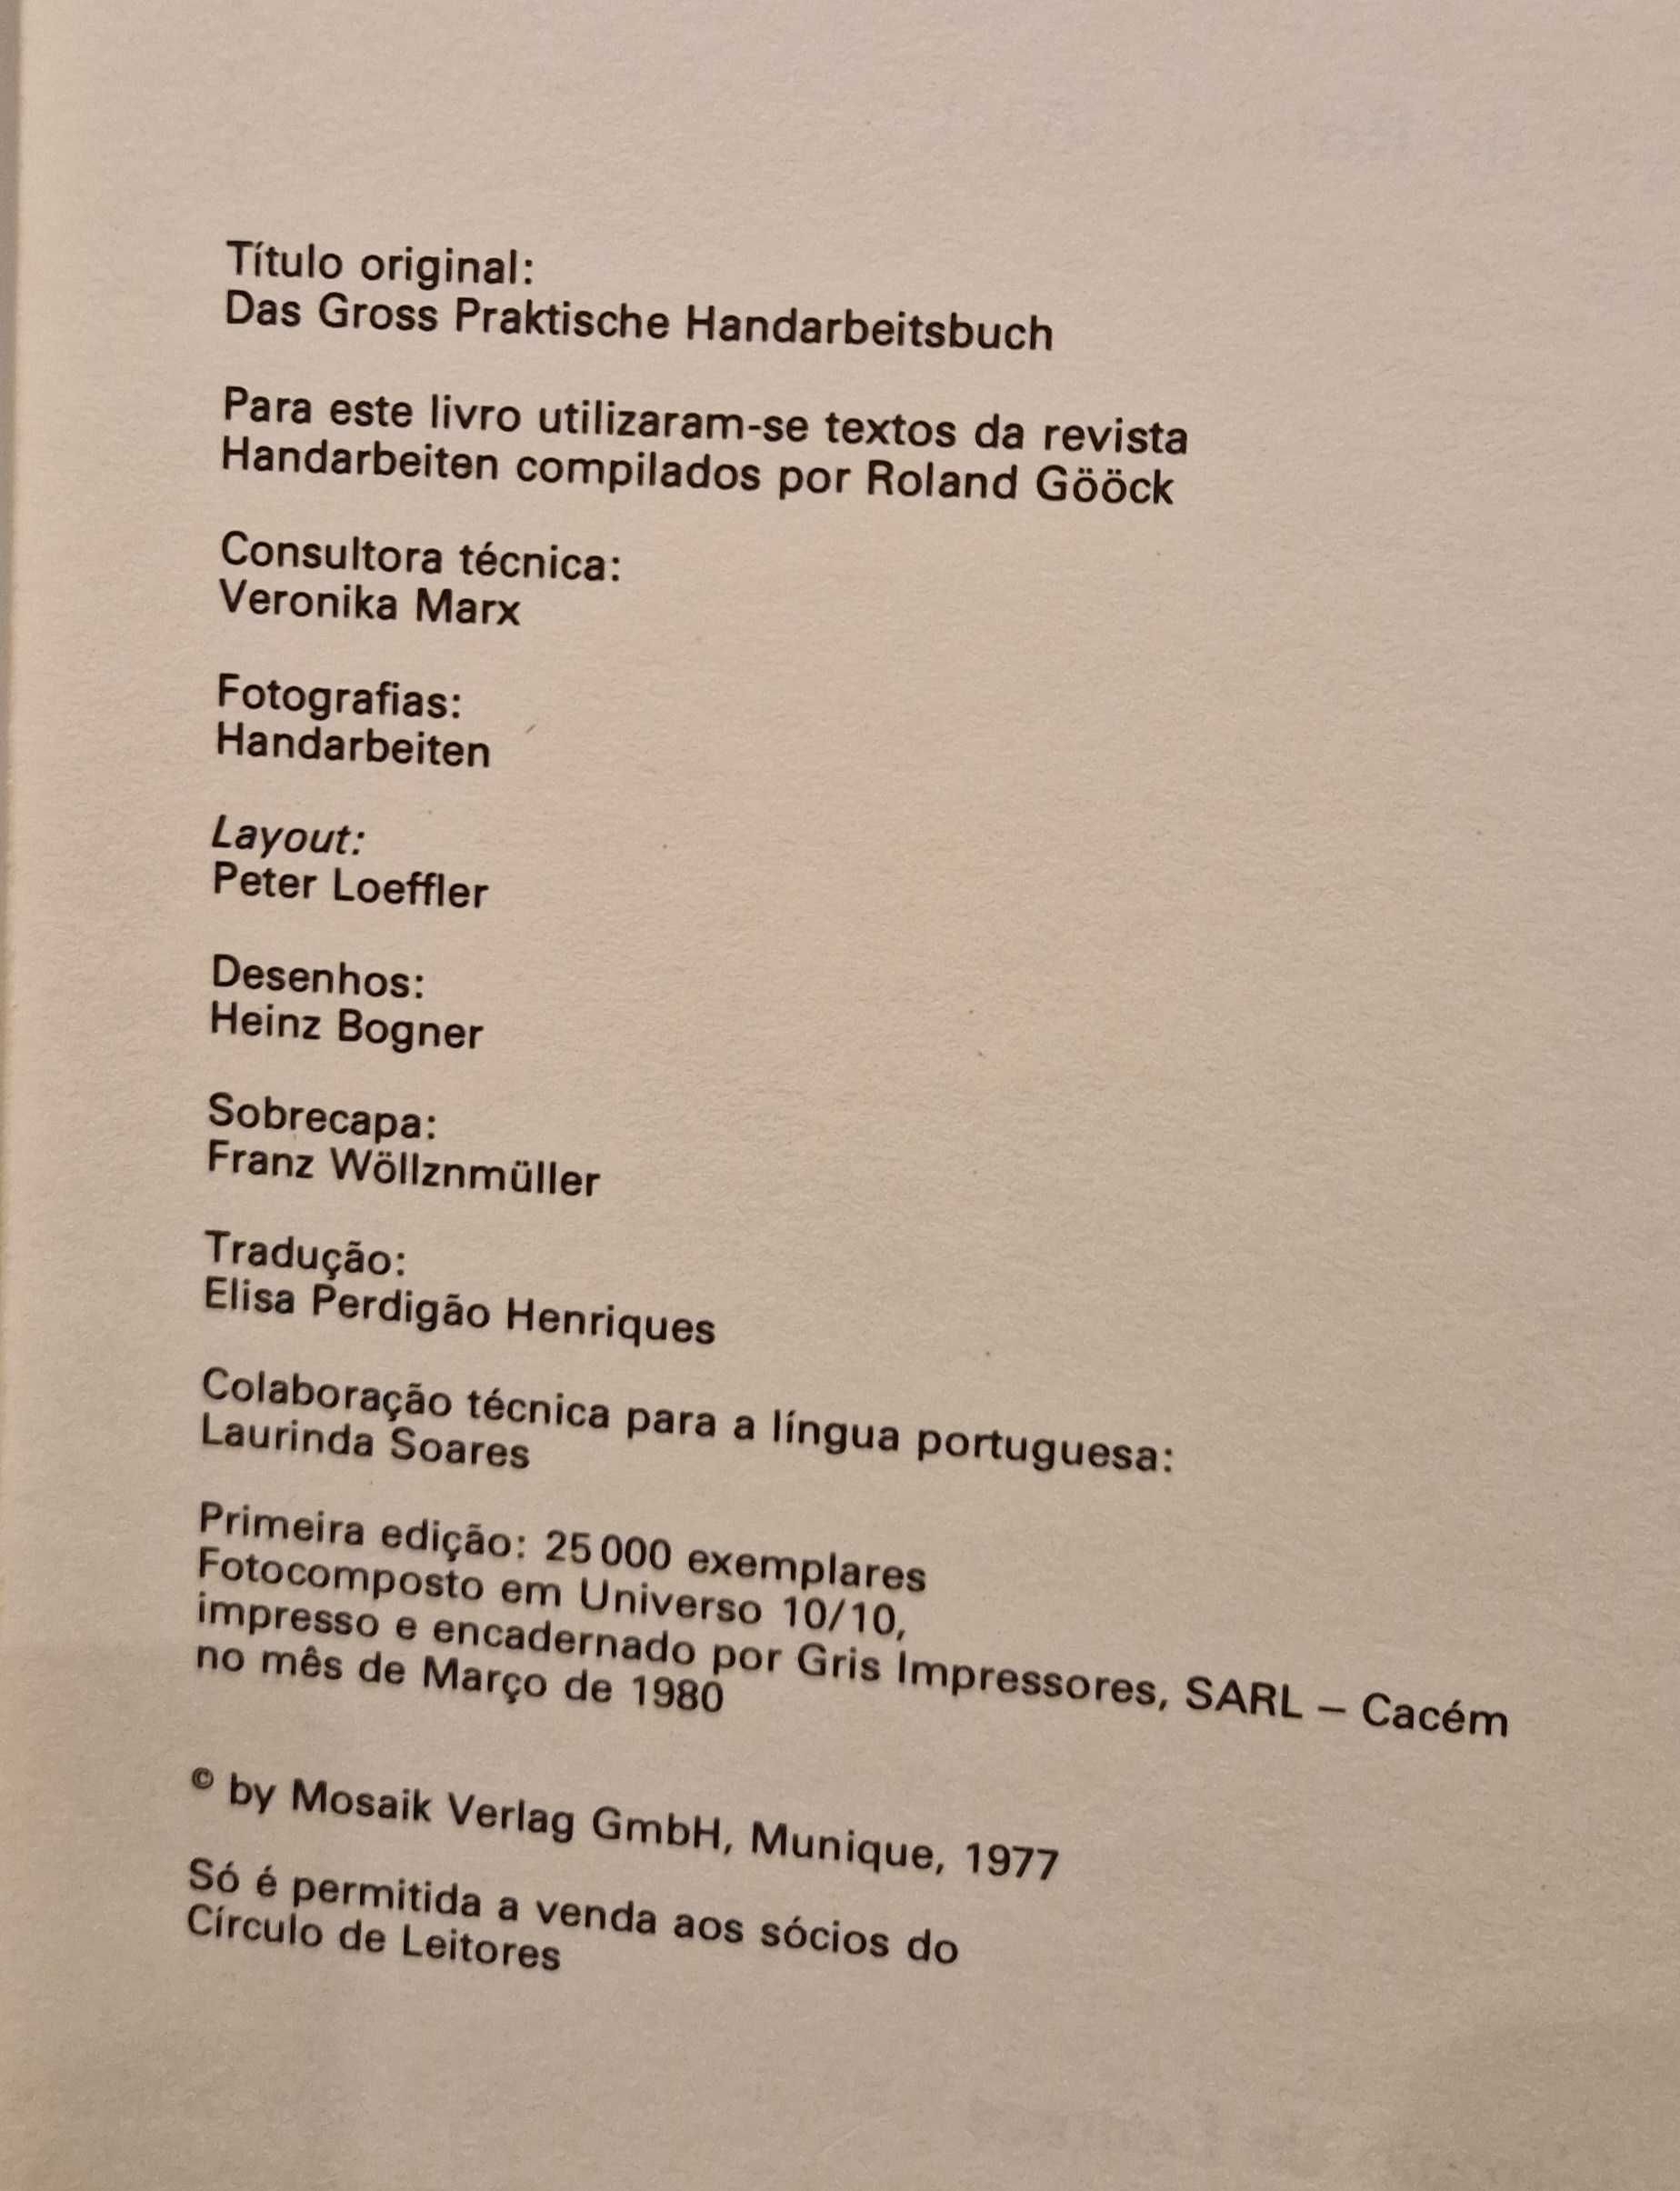 Título original:
Das Gross Praktische Handarbeitsbuch
Para este livro utilizaram-se textos da revista
Handarbeiten compilados por Roland Gööck
Consultora técnica:
Veronika Marx
Fotografias:
Handarbeiten
Layout:
Peter Loeffler
Desenhos:
Heinz Bogner
Sobrecapa:
Franz Wöllznmüller
Tradução:
Elisa Perdigão Henriques
Colaboração técnica para a língua portuguesa:
Laurinda Soares
Primeira edição: 25 000 exemplares
Fotocomposto em Universo 10/10,
impresso e encadernado por Gris Impressores, SARL – Cacém
no mês de Março de 1980
© by Mosaik Verlag GmbH, Munique, 1977
Só é permitida a venda aos sócios do
Círculo de Leitores